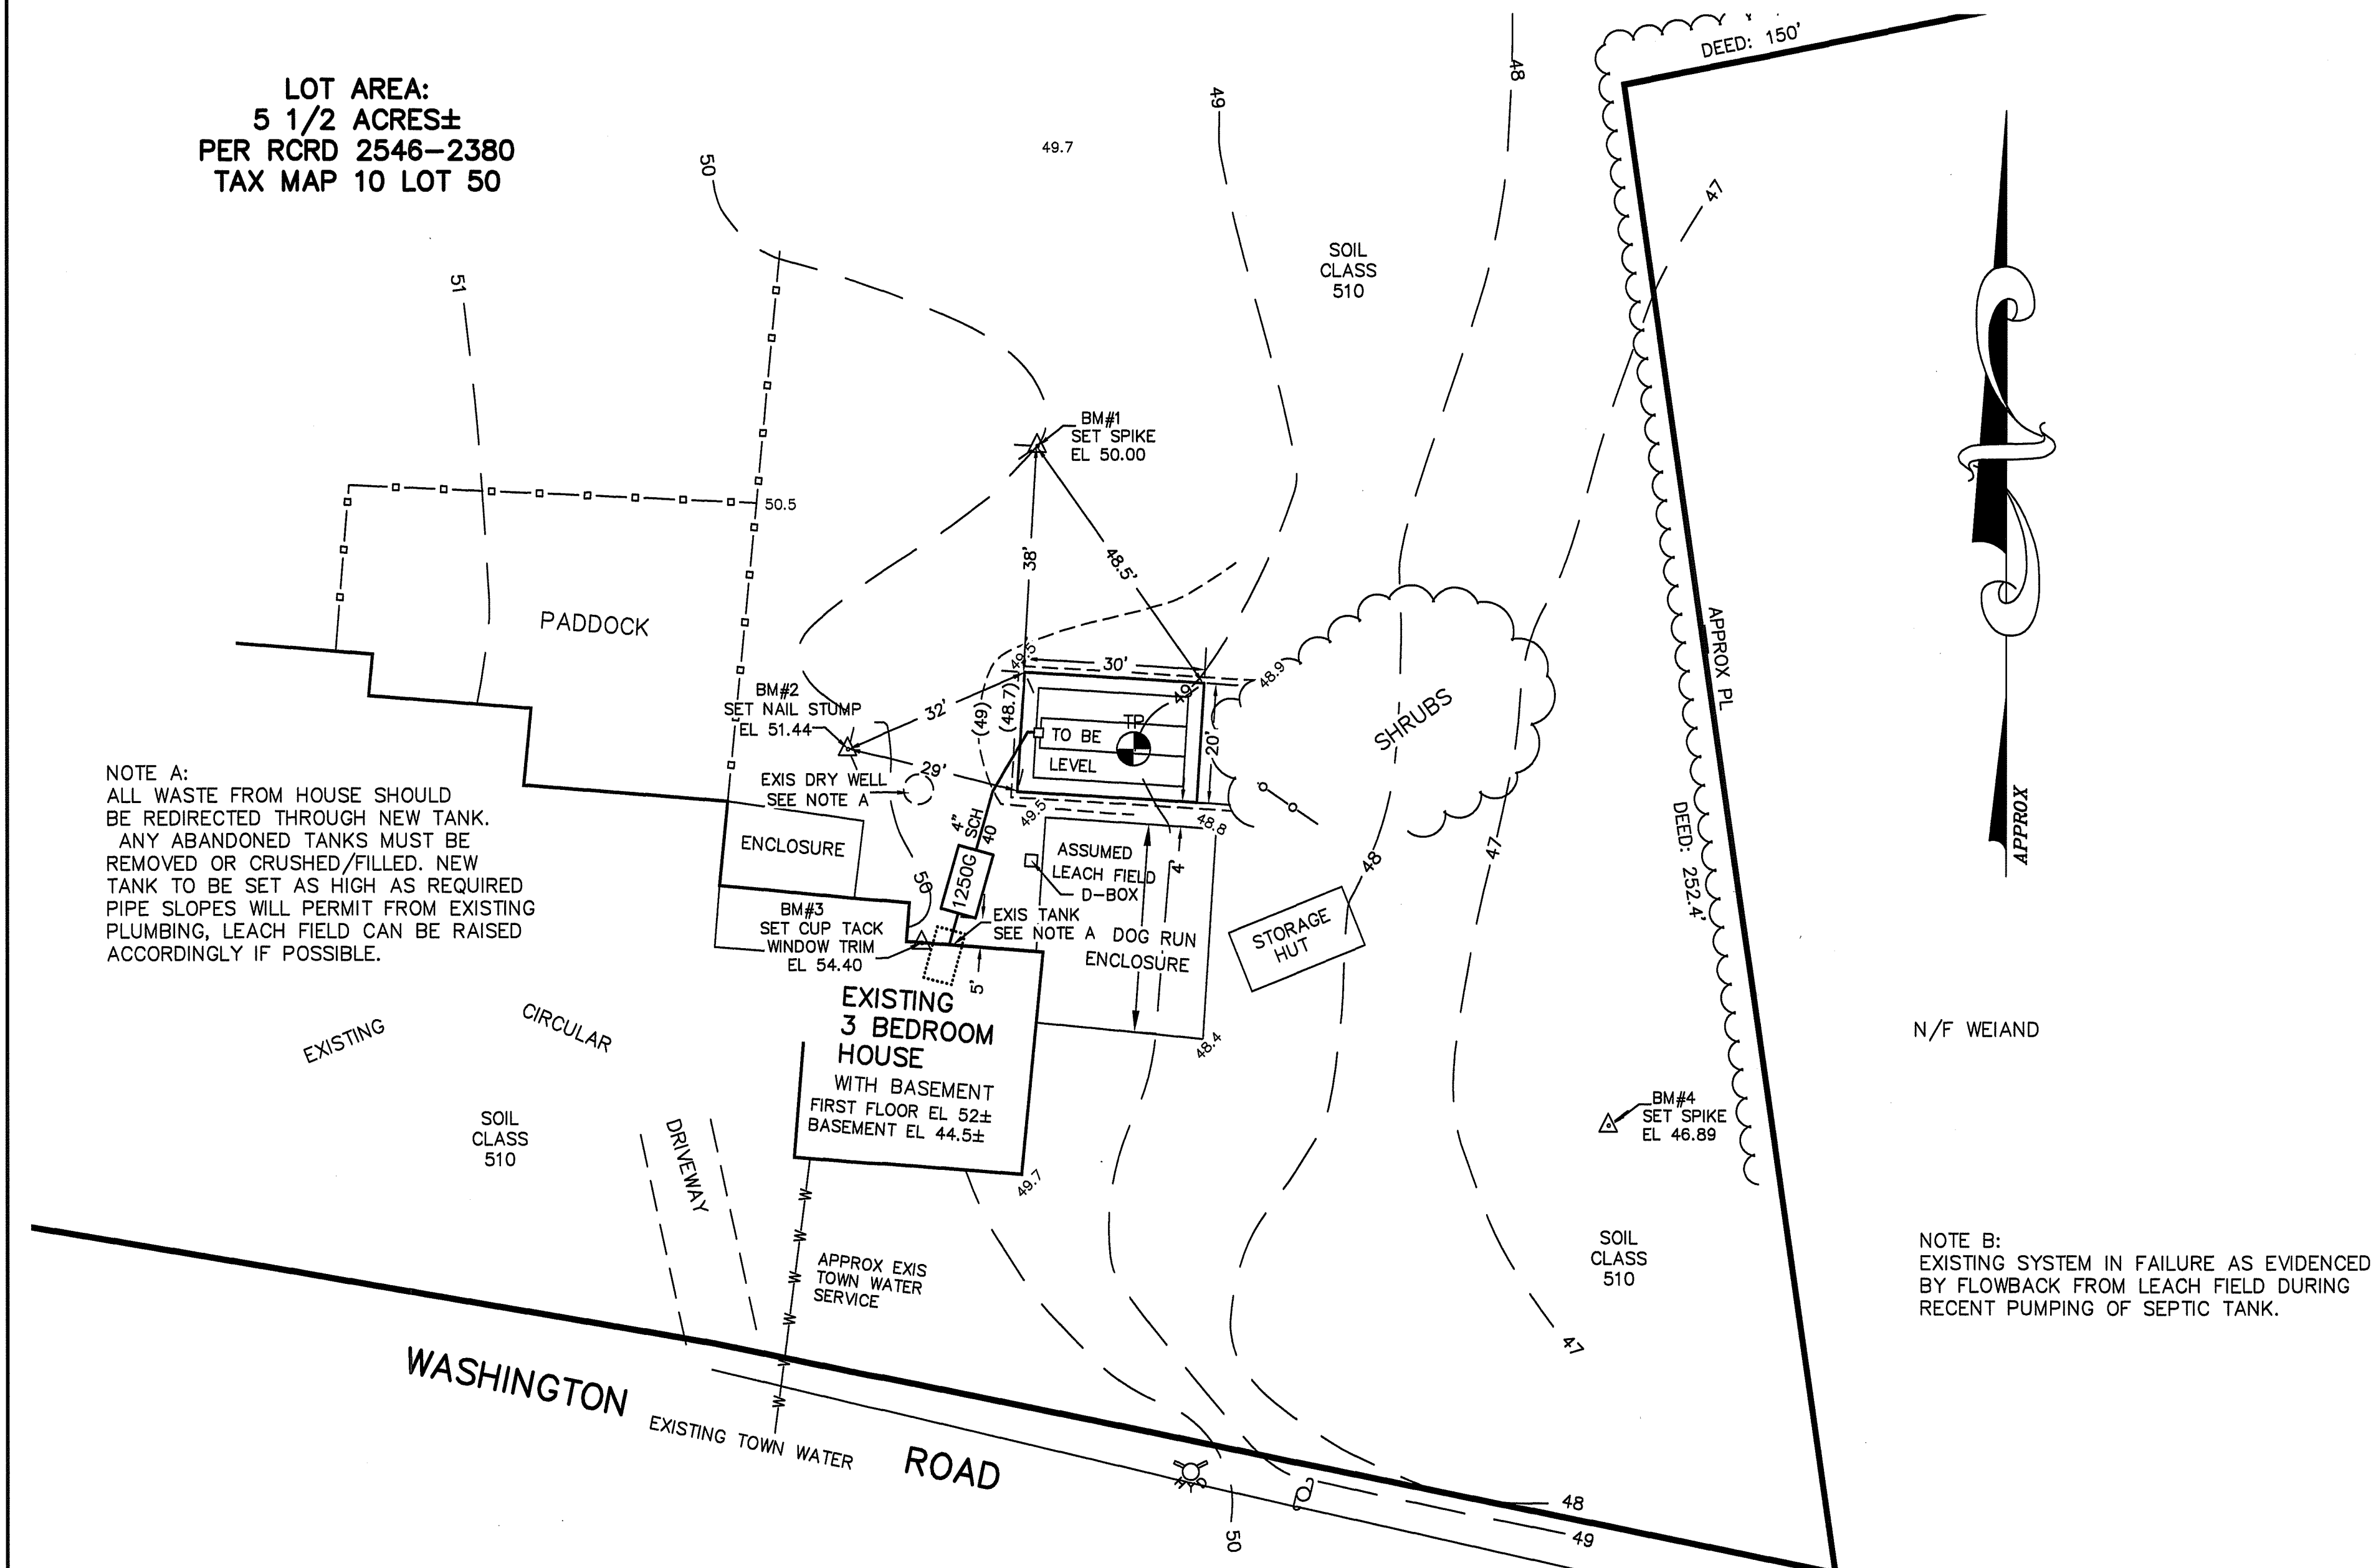 LOT AREA:
5 1/2 ACRES±
PER RCRD 2546-2380
TAX MAP 10 LOT 50
DEED: 150'
48
49
49.7
50
47
51
SOIL
CLASS
510
BM#1
SET SPIKE
EL 50.00
50.5
38'
48.5'
PADDOCK
APPROX PL
49.5
30'
48.9
BM#2
SET NAIL STUMP
EL 51.44
32'
(49)
(48.7)
49
TP
TO BE
LEVEL
20'
SHRUBS
29'
EXIS DRY WELL
SEE NOTE A
NOTE A:
ALL WASTE FROM HOUSE SHOULD
BE REDIRECTED THROUGH NEW TANK.
ANY ABANDONED TANKS MUST BE
REMOVED OR CRUSHED/FILLED. NEW
TANK TO BE SET AS HIGH AS REQUIRED
PIPE SLOPES WILL PERMIT FROM EXISTING
PLUMBING, LEACH FIELD CAN BE RAISED
ACCORDINGLY IF POSSIBLE.
49.5
48.8
4"
SCH
40
ENCLOSURE
ASSUMED
LEACH FIELD
D-BOX
4'
48
47
DEED: 252.4'
APPROX
50
1250G
BM#3
SET CUP TACK
WINDOW TRIM
EL 54.40
EXIS TANK
SEE NOTE A
DOG RUN
ENCLOSURE
STORAGE
HUT
5'
EXISTING
3 BEDROOM
HOUSE
WITH BASEMENT
FIRST FLOOR EL 52±
BASEMENT EL 44.5±
48.4
EXISTING
CIRCULAR
DRIVEWAY
N/F WEIAND
SOIL
CLASS
510
BM#4
SET SPIKE
EL 46.89
49.7
W
W
W
W
W
W
APPROX EXIS
TOWN WATER
SERVICE
SOIL
CLASS
510
NOTE B:
EXISTING SYSTEM IN FAILURE AS EVIDENCED
BY FLOWBACK FROM LEACH FIELD DURING
RECENT PUMPING OF SEPTIC TANK.
47
WASHINGTON
ROAD
EXISTING TOWN WATER
HYD
48
49
50